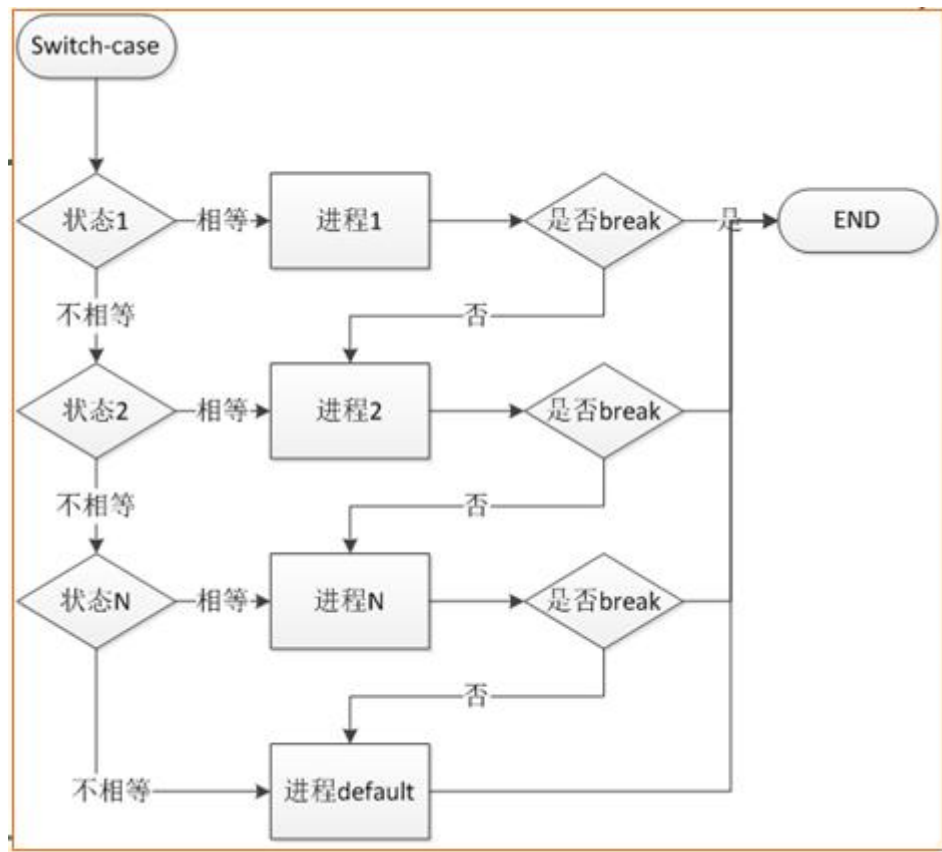 Switch-case
状态1
相等
进程1
是否break
是
END
不相等
否
状态2
相等
进程2
是否break
不相等
否
状态N
相等
进程N
是否break
否
不相等
进程default